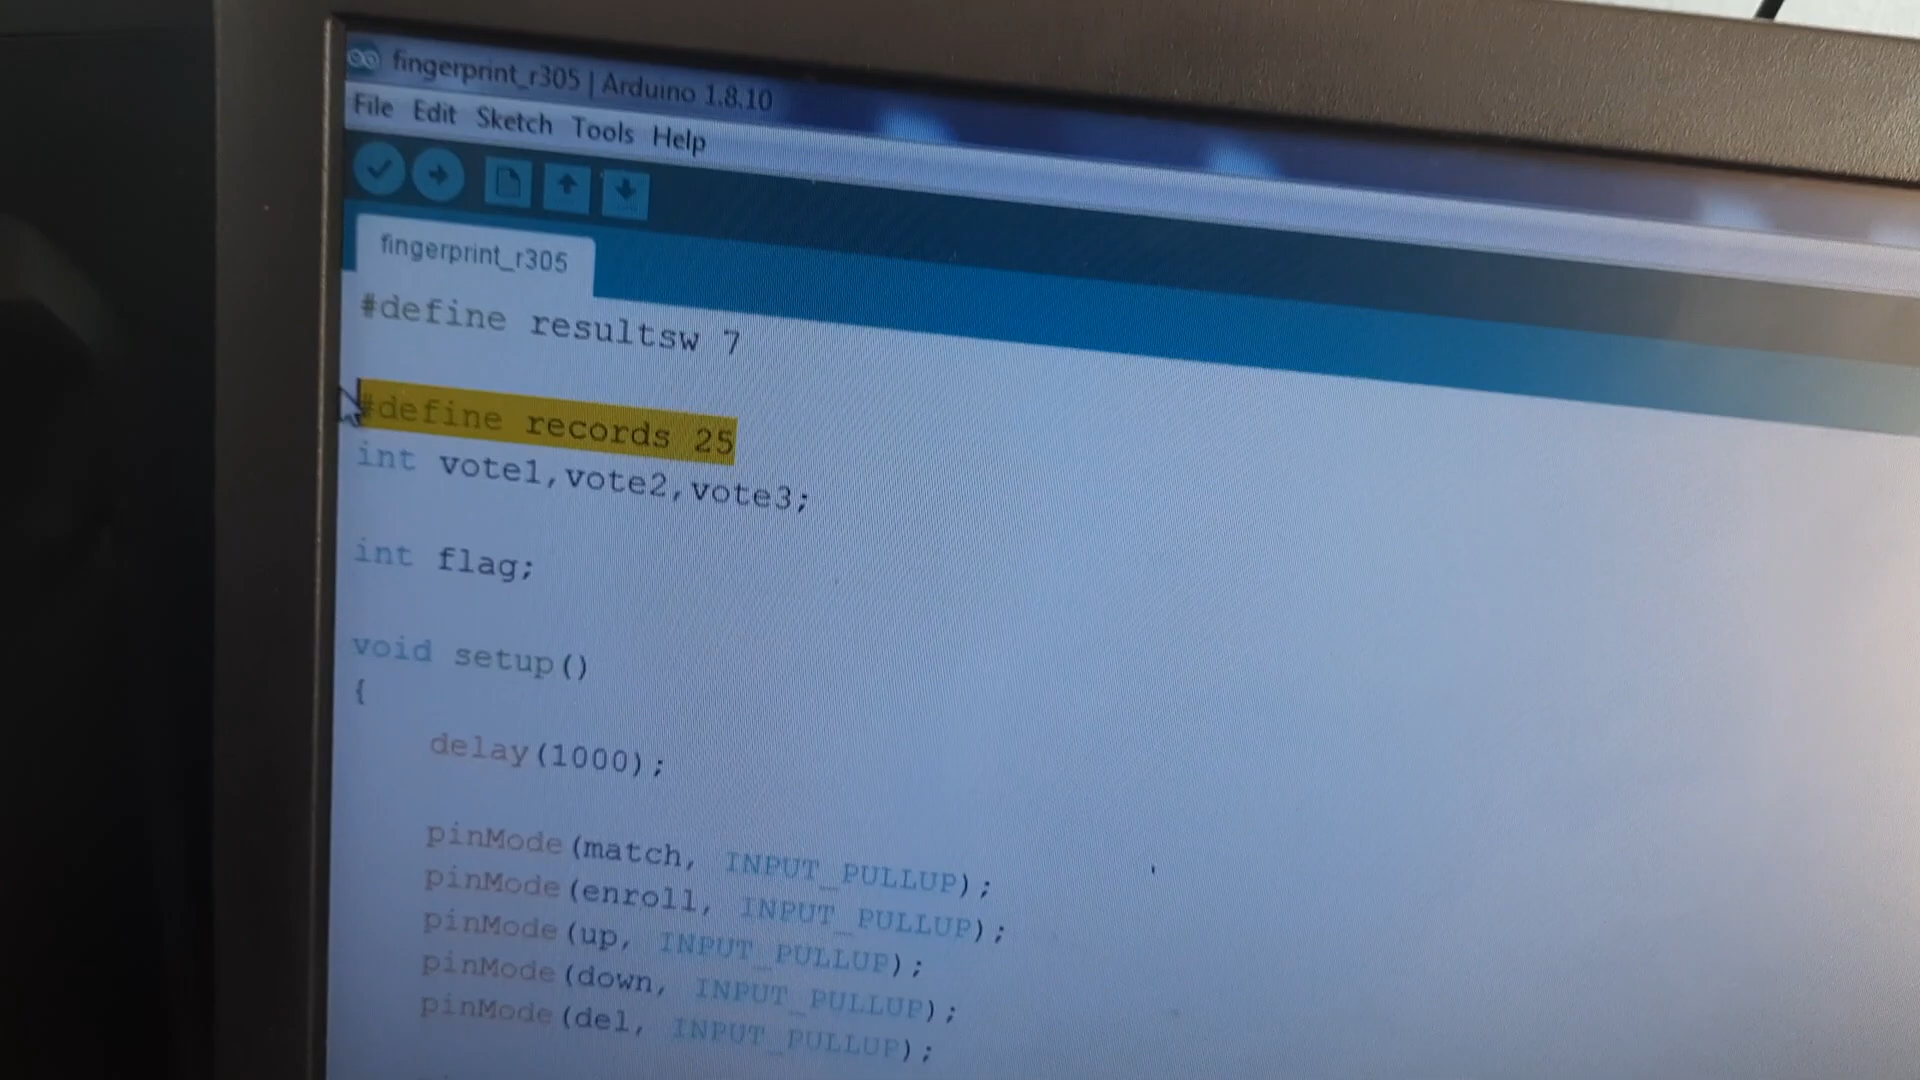 fingerprint_r305 | Arduino 1.8.10
File Edit Sketch Tools Help
fingerprint_r305
#define resultsw 7
#define records 25
int vote1,vote2,vote3;
int flag;
void setup()
{
delay(1000);
pinMode(match, INPUT_PULLUP);
pinMode(enroll, INPUT_PULLUP);
pinMode(up, INPUT_PULLUP);
pinMode(down, INPUT_PULLUP);
pinMode(del, INPUT_PULLUP);